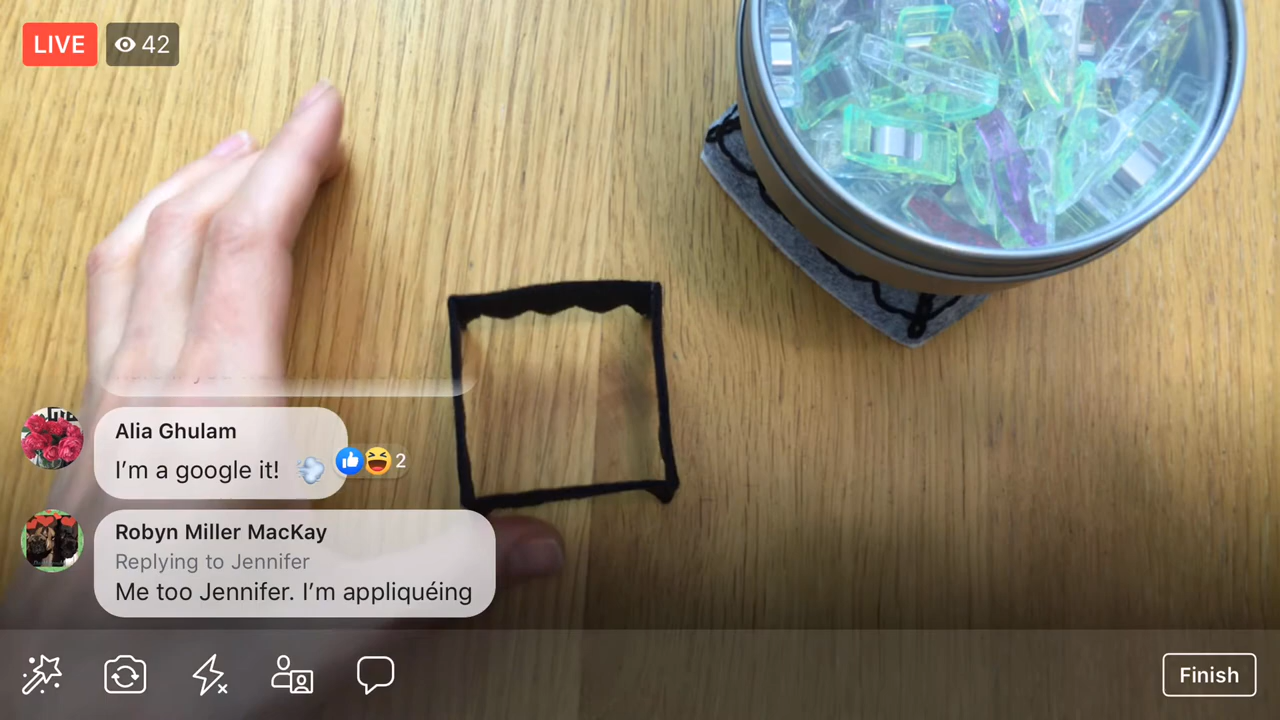 LIVE 42
Alia Ghulam
I'm a google it! 💨 2
Robyn Miller MacKay
Replying to Jennifer
Me too Jennifer. I'm appliquéing
Finish